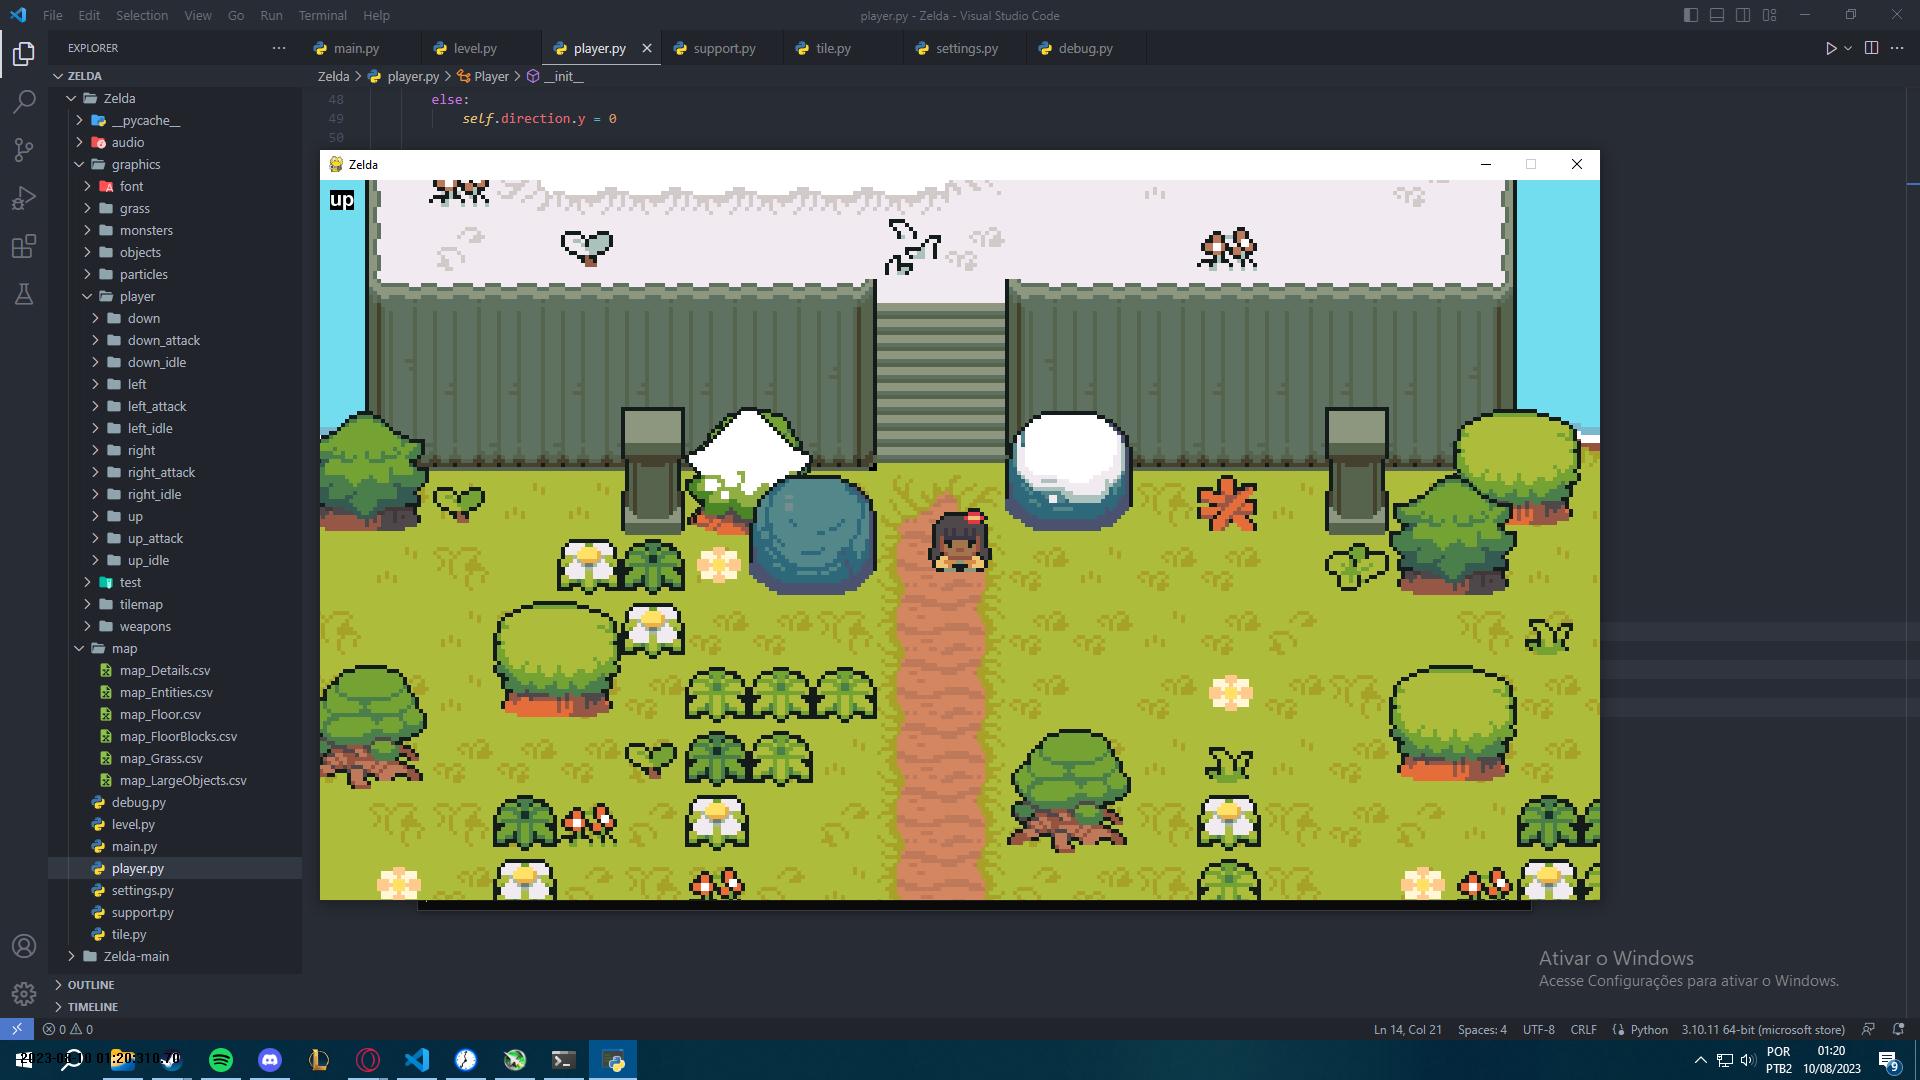 File Edit Selection View Go Run Terminal Help
player.py - Zelda - Visual Studio Code
EXPLORER
main.py
level.py
player.py
support.py
tile.py
settings.py
debug.py
ZELDA
Zelda > player.py > Player > __init__
Zelda
__pycache__
audio
graphics
font
grass
monsters
objects
particles
player
down
down_attack
down_idle
left
left_attack
left_idle
right
right_attack
right_idle
up
up_attack
up_idle
test
tilemap
weapons
map
map_Details.csv
map_Entities.csv
map_Floor.csv
map_FloorBlocks.csv
map_Grass.csv
map_LargeObjects.csv
debug.py
level.py
main.py
player.py
settings.py
support.py
tile.py
Zelda-main
OUTLINE
TIMELINE
48 else:
49 self.direction.y = 0
50
Zelda
up
Ativar o Windows
Acesse Configurações para ativar o Windows.
0 0
Ln 14, Col 21 Spaces: 4 UTF-8 CRLF Python 3.10.11 64-bit (microsoft store)
POR
PTB2
01:20
10/08/2023
9